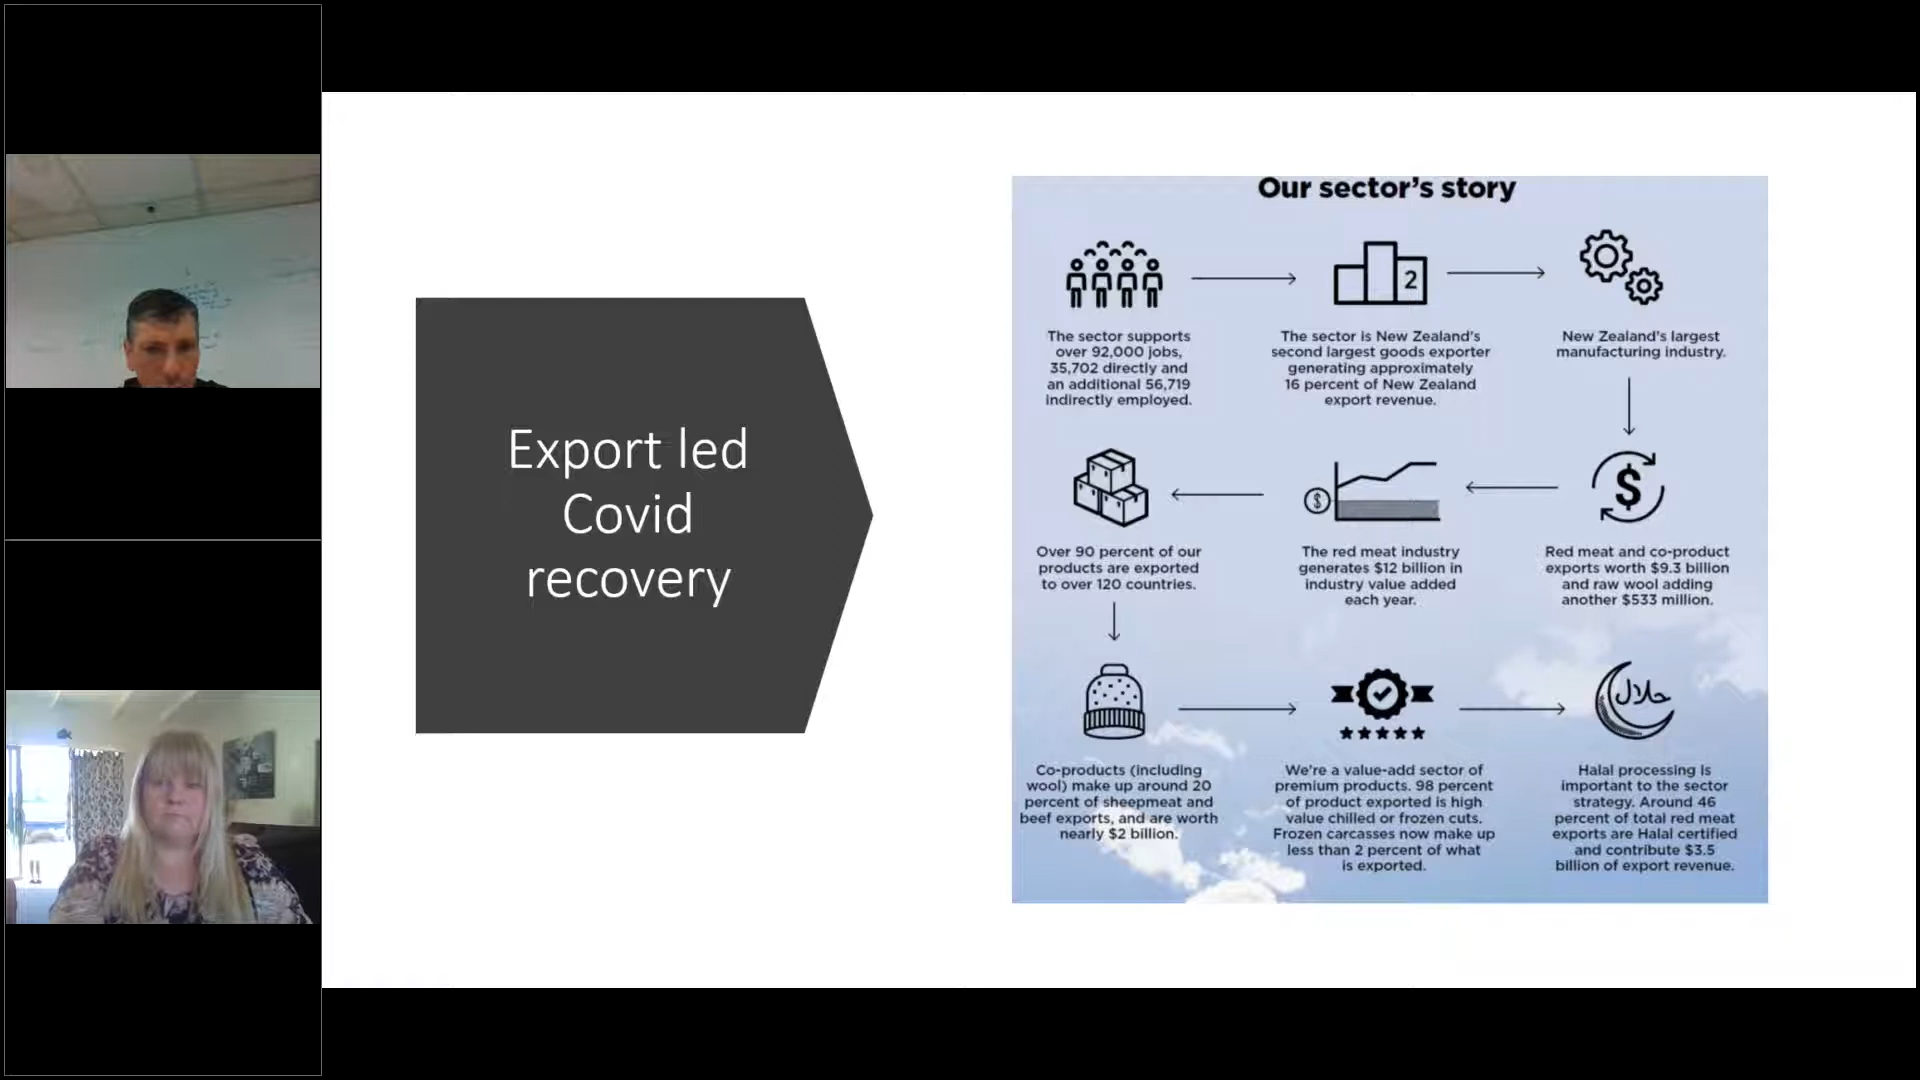 Export led
Covid
recovery
Our sector's story
2
The sector supports
over 92,000 jobs,
35,702 directly and
an additional 56,719
indirectly employed.
The sector is New Zealand's
second largest goods exporter
generating approximately
16 percent of New Zealand
export revenue.
New Zealand's largest
manufacturing industry.
$
Red meat and co-product
exports worth $9.3 billion
and raw wool adding
another $533 million.
$
The red meat industry
generates $12 billion in
industry value added
each year.
Over 90 percent of our
products are exported
to over 120 countries.
Co-products (including
wool) make up around 20
percent of sheepmeat and
beef exports, and are worth
nearly $2 billion.
We're a value-add sector of
premium products. 98 percent
of product exported is high
value chilled or frozen cuts.
Frozen carcasses now make up
less than 2 percent of what
is exported.
حلال
Halal processing is
important to the sector
strategy. Around 46
percent of total red meat
exports are Halal certified
and contribute $3.5
billion of export revenue.